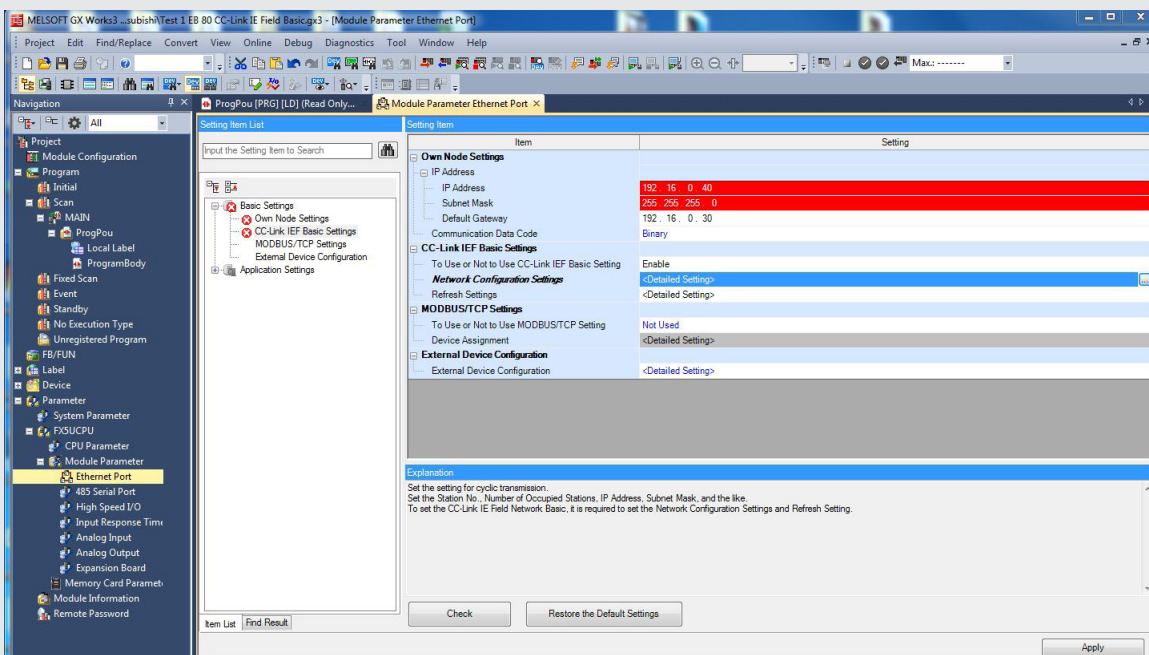 MELSOFT GX Works3 ...subishi\Test 1 EB 80 CC-Link IE Field Basic.gx3 - [Module Parameter Ethernet Port]
Project Edit Find/Replace Convert View Online Debug Diagnostics Tool Window Help
Max.: -------
Navigation
ProgPou [PRG] [LD] (Read Only...
Module Parameter Ethernet Port
All
Project
Module Configuration
Program
Initial
Scan
MAIN
ProgPou
Local Label
ProgramBody
Fixed Scan
Event
Standby
No Execution Type
Unregistered Program
FB/FUN
Label
Device
Parameter
System Parameter
FX5UCPU
CPU Parameter
Module Parameter
Ethernet Port
485 Serial Port
High Speed I/O
Input Response Time
Analog Input
Analog Output
Expansion Board
Memory Card Paramet
Module Information
Remote Password
Setting Item List
Input the Setting Item to Search
Basic Settings
Own Node Settings
CC-Link IEF Basic Settings
MODBUS/TCP Settings
External Device Configuration
Application Settings
Item List Find Result
Setting Item
Item Setting
Own Node Settings
IP Address
IP Address 192 . 16 . 0 . 40
Subnet Mask 255 . 255 . 255 . 0
Default Gateway 192 . 16 . 0 . 30
Communication Data Code Binary
CC-Link IEF Basic Settings
To Use or Not to Use CC-Link IEF Basic Setting Enable
Network Configuration Settings <Detailed Setting>
Refresh Settings <Detailed Setting>
MODBUS/TCP Settings
To Use or Not to Use MODBUS/TCP Setting Not Used
Device Assignment <Detailed Setting>
External Device Configuration
External Device Configuration <Detailed Setting>
Explanation
Set the setting for cyclic transmission.
Set the Station No., Number of Occupied Stations, IP Address, Subnet Mask, and the like.
To set the CC-Link IE Field Network Basic, it is required to set the Network Configuration Settings and Refresh Setting.
Check Restore the Default Settings
Apply